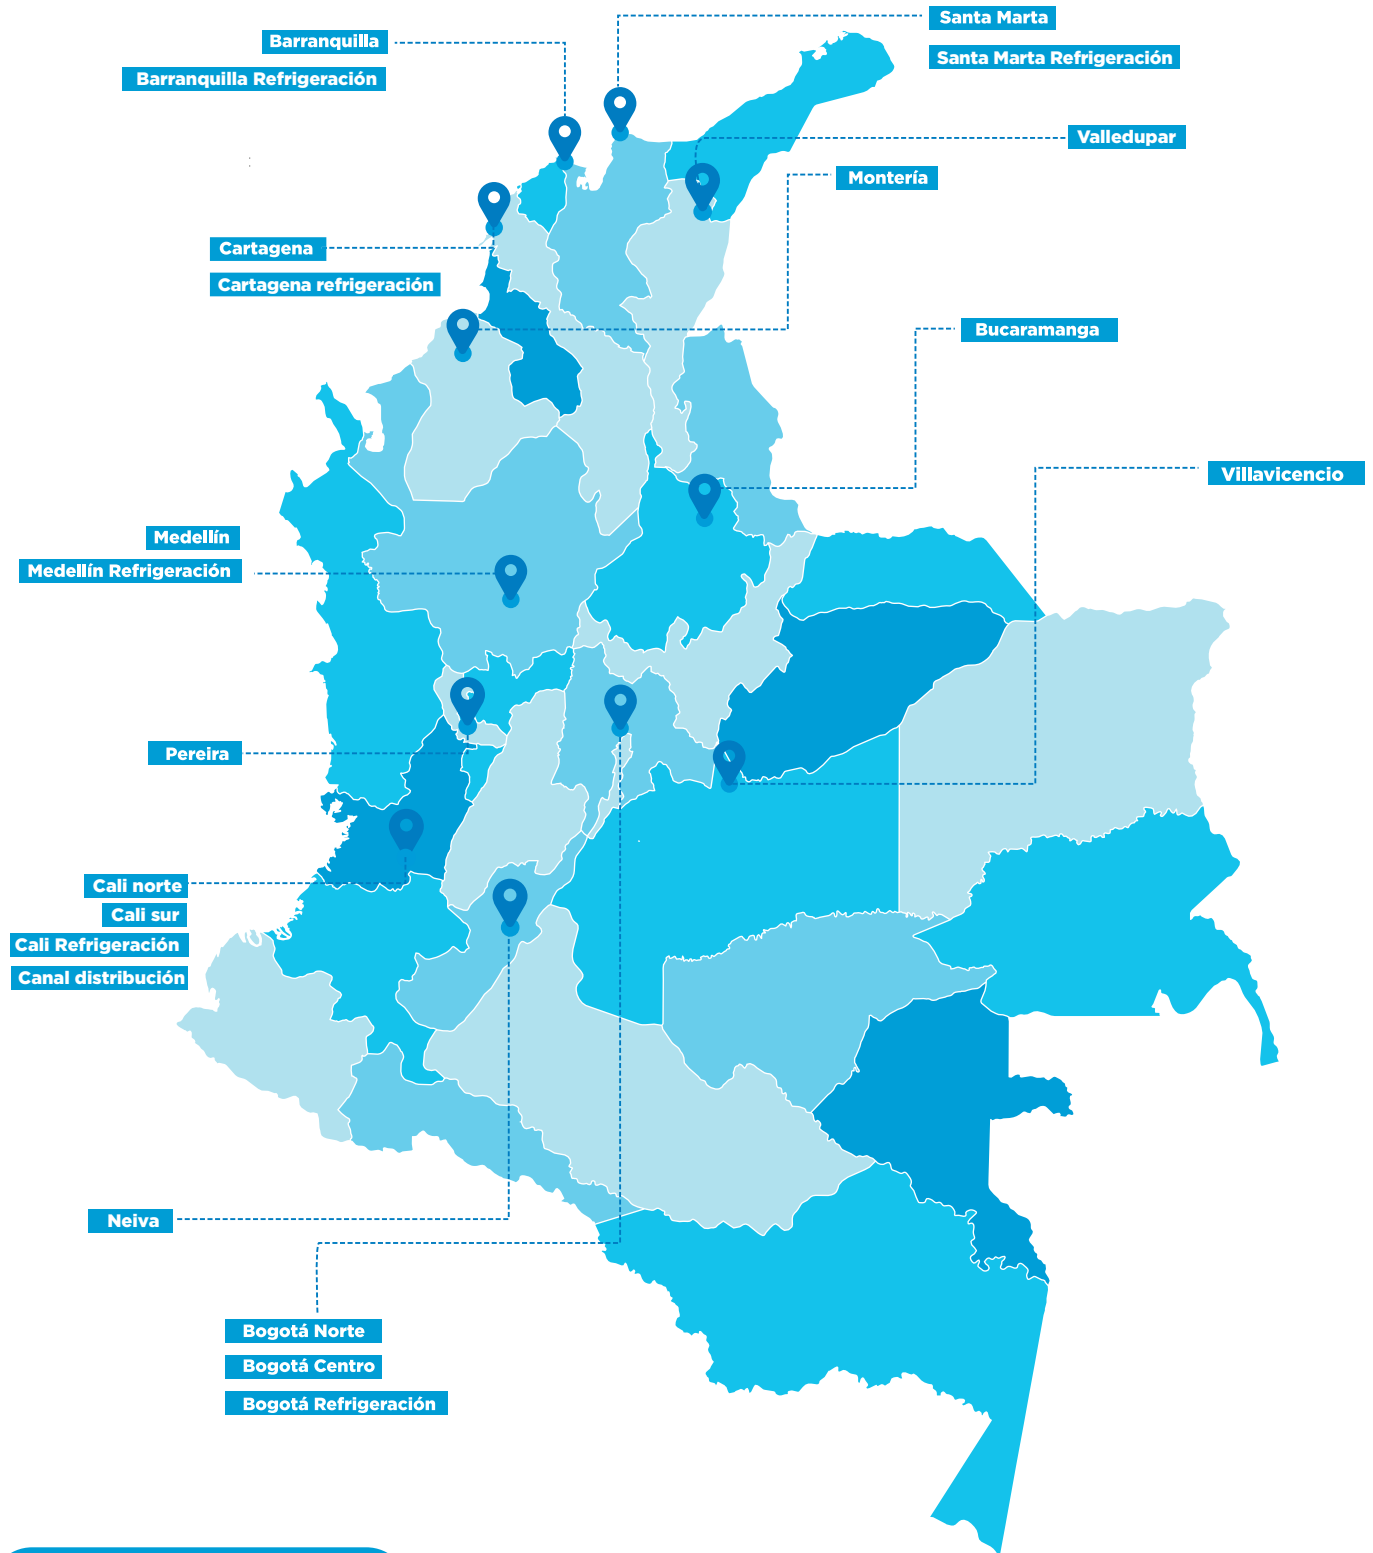 Santa Marta
Barranquilla
Santa Marta Refrigeración
Barranquilla Refrigeración
Valledupar
Montería
Cartagena
Cartagena refrigeración
Bucaramanga
Villavicencio
Medellín
Medellín Refrigeración
Pereira
Cali norte
Cali sur
Cali Refrigeración
Canal distribución
Neiva
Bogotá Norte
Bogotá Centro
Bogotá Refrigeración